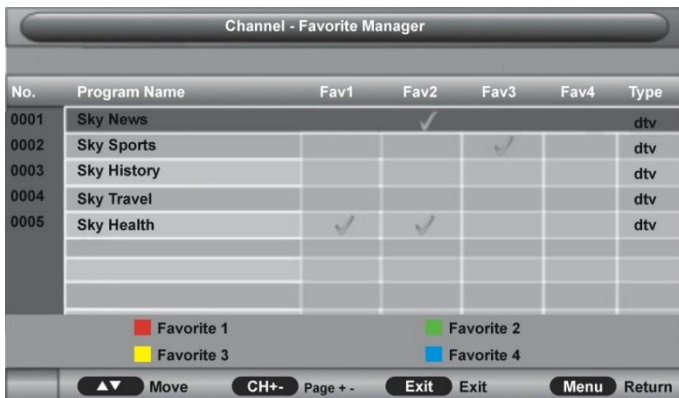 Channel - Favorite Manager
No. Program Name Fav1 Fav2 Fav3 Fav4 Type
0001 Sky News dtv
0002 Sky Sports dtv
0003 Sky History dtv
0004 Sky Travel dtv
0005 Sky Health dtv
Favorite 1 Favorite 2
Favorite 3 Favorite 4
▲▼ Move CH+- Page + - Exit Exit Menu Return